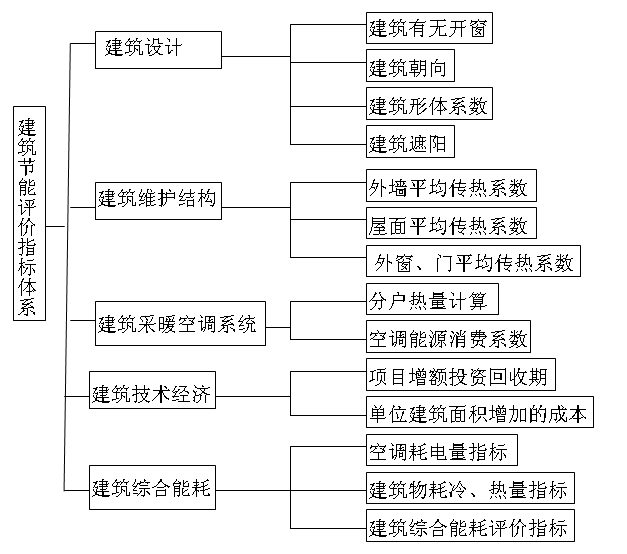 建筑节能评价指标体系
建筑设计
建筑有无开窗
建筑朝向
建筑形体系数
建筑遮阳
建筑维护结构
外墙平均传热系数
屋面平均传热系数
外窗、门平均传热系数
建筑采暖空调系统
分户热量计算
空调能源消费系数
建筑技术经济
项目增额投资回收期
单位建筑面积增加的成本
建筑综合能耗
空调耗电量指标
建筑物耗冷、热量指标
建筑综合能耗评价指标